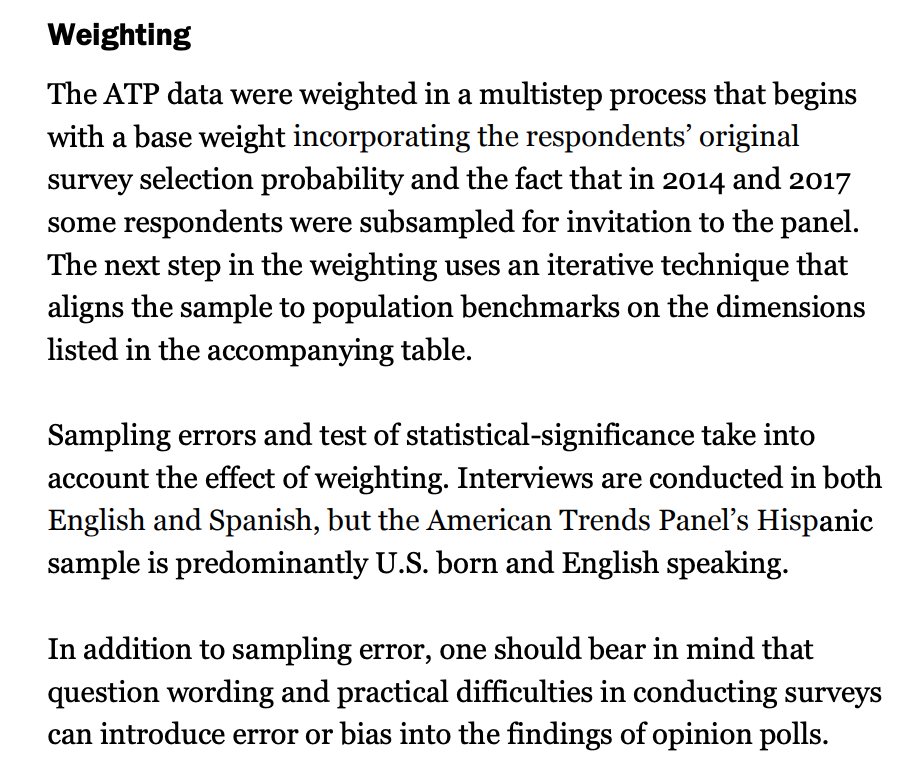 Weighting
The ATP data were weighted in a multistep process that begins
with a base weight incorporating the respondents’ original
survey selection probability and the fact that in 2014 and 2017
some respondents were subsampled for invitation to the panel.
The next step in the weighting uses an iterative technique that
aligns the sample to population benchmarks on the dimensions
listed in the accompanying table.
Sampling errors and test of statistical-significance take into
account the effect of weighting. Interviews are conducted in both
English and Spanish, but the American Trends Panel’s Hispanic
sample is predominantly U.S. born and English speaking.
In addition to sampling error, one should bear in mind that
question wording and practical difficulties in conducting surveys
can introduce error or bias into the findings of opinion polls.